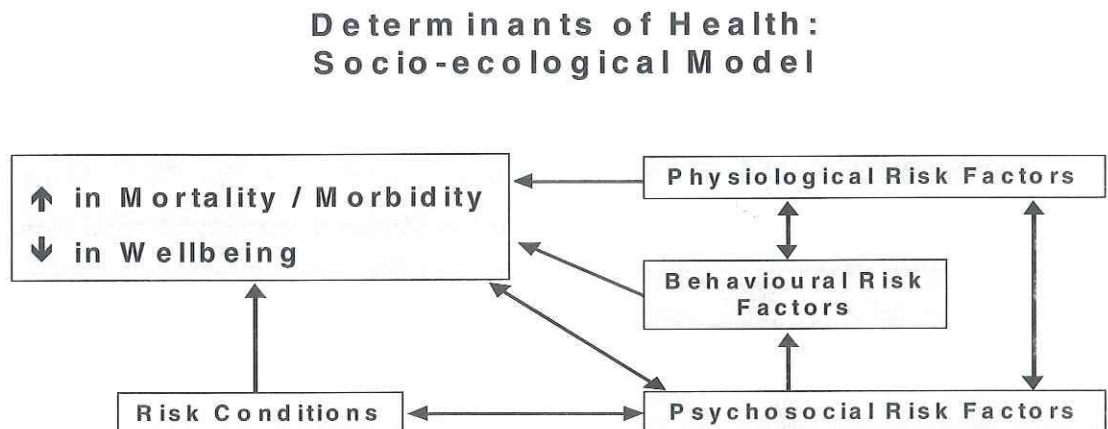 Determinants of Health:
Socio-ecological Model
↑ in Mortality / Morbidity
↓ in Wellbeing
Physiological Risk Factors
Behavioural Risk
Factors
Risk Conditions
Psychosocial Risk Factors